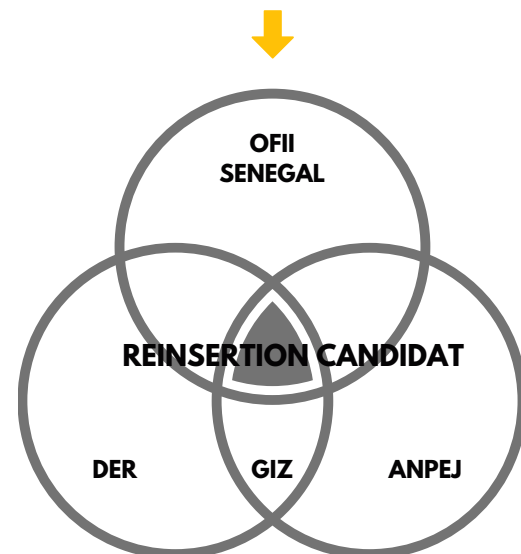 OFII
SENEGAL
REINSERTION CANDIDAT
DER
GIZ
ANPEJ